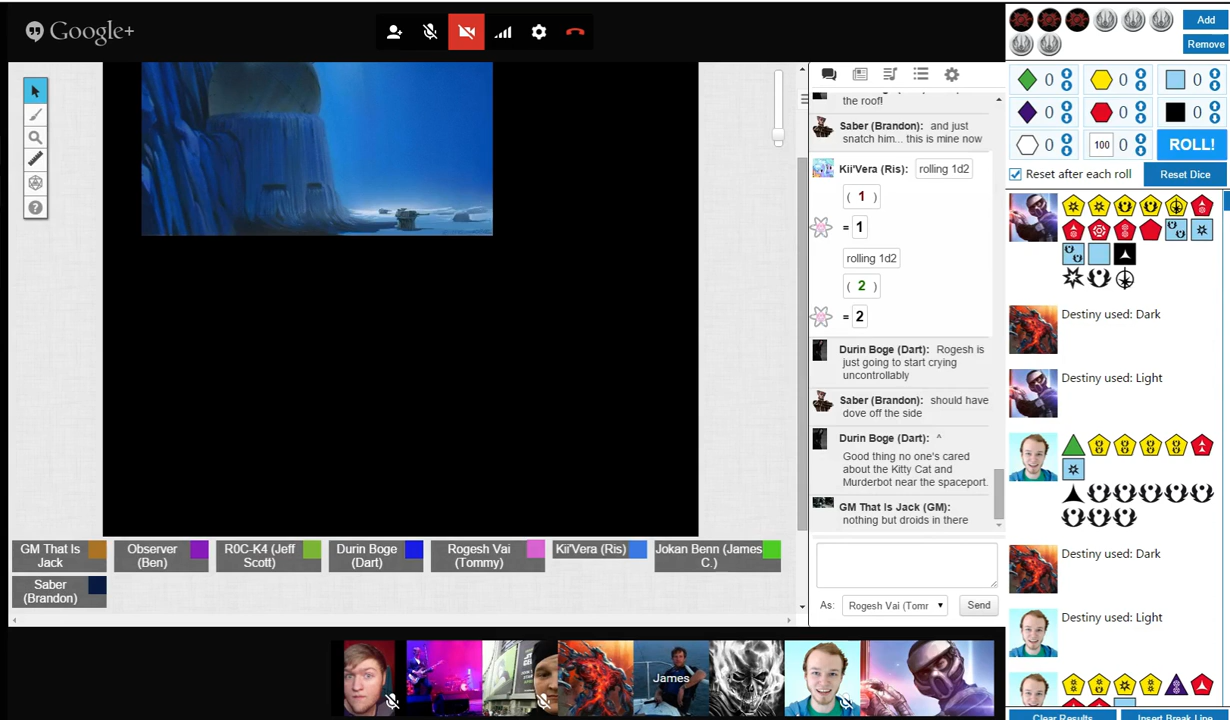 Google+
the roof!
Saber (Brandon): and just
snatch him... this is mine now
Kii'Vera (Ris): rolling 1d2
( 1 )
= 1
rolling 1d2
( 2 )
= 2
Durin Boge (Dart): Rogesh is
just going to start crying
uncontrollably
Saber (Brandon): should have
dove off the side
Durin Boge (Dart): ^
Good thing no one's cared
about the Kitty Cat and
Murderbot near the spaceport.
GM That Is Jack (GM):
nothing but droids in there
As: Rogesh Vai (Tomr
Send
GM That Is
Jack
Observer
(Ben)
R0C-K4 (Jeff
Scott)
Durin Boge
(Dart)
Rogesh Vai
(Tommy)
Kii'Vera (Ris)
Jokan Benn (James
C.)
Saber
(Brandon)
James
Add
Remove
0 0 0
0 0 0
0 100 0 ROLL!
Reset after each roll
Reset Dice
Destiny used: Dark
Destiny used: Light
Destiny used: Dark
Destiny used: Light
Clear Results
Insert Break Line